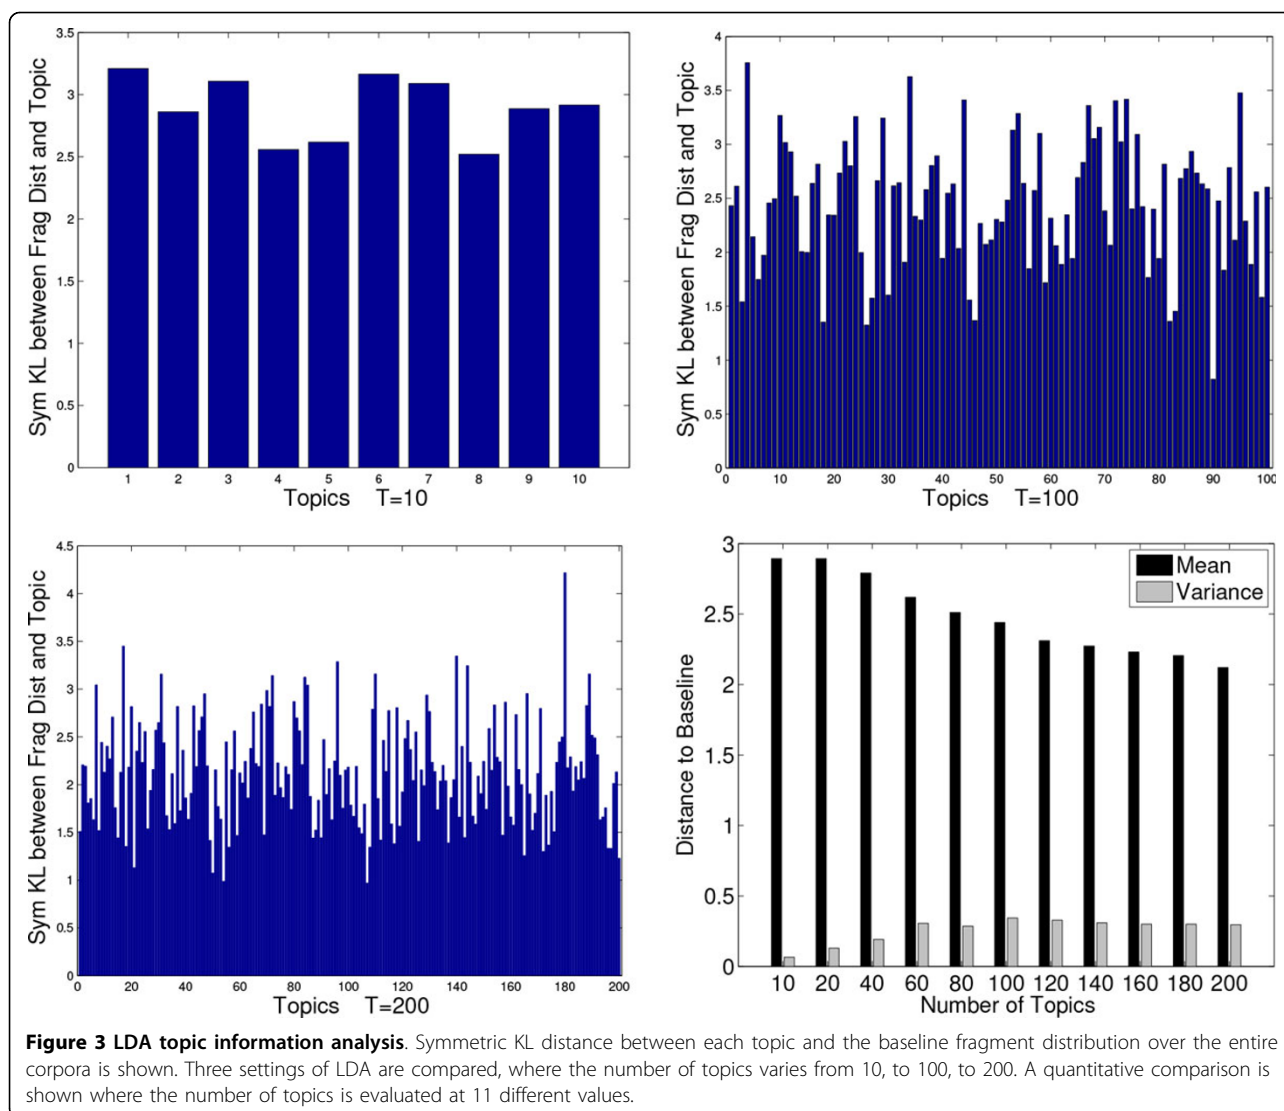 3.5
3
2.5
2
1.5
1
0.5
0
Sym KL between Frag Dist and Topic
1 2 3 4 5 6 7 8 9 10
Topics T=10
4
3.5
3
2.5
2
1.5
1
0.5
0
Sym KL between Frag Dist and Topic
0 10 20 30 40 50 60 70 80 90 100
Topics T=100
4.5
4
3.5
3
2.5
2
1.5
1
0.5
0
Sym KL between Frag Dist and Topic
0 20 40 60 80 100 120 140 160 180 200
Topics T=200
3
2.5
2
1.5
1
0.5
0
Distance to Baseline
Mean
Variance
10 20 40 60 80 100 120 140 160 180 200
Number of Topics
Figure 3 LDA topic information analysis. Symmetric KL distance between each topic and the baseline fragment distribution over the entire
corpora is shown. Three settings of LDA are compared, where the number of topics varies from 10, to 100, to 200. A quantitative comparison is
shown where the number of topics is evaluated at 11 different values.